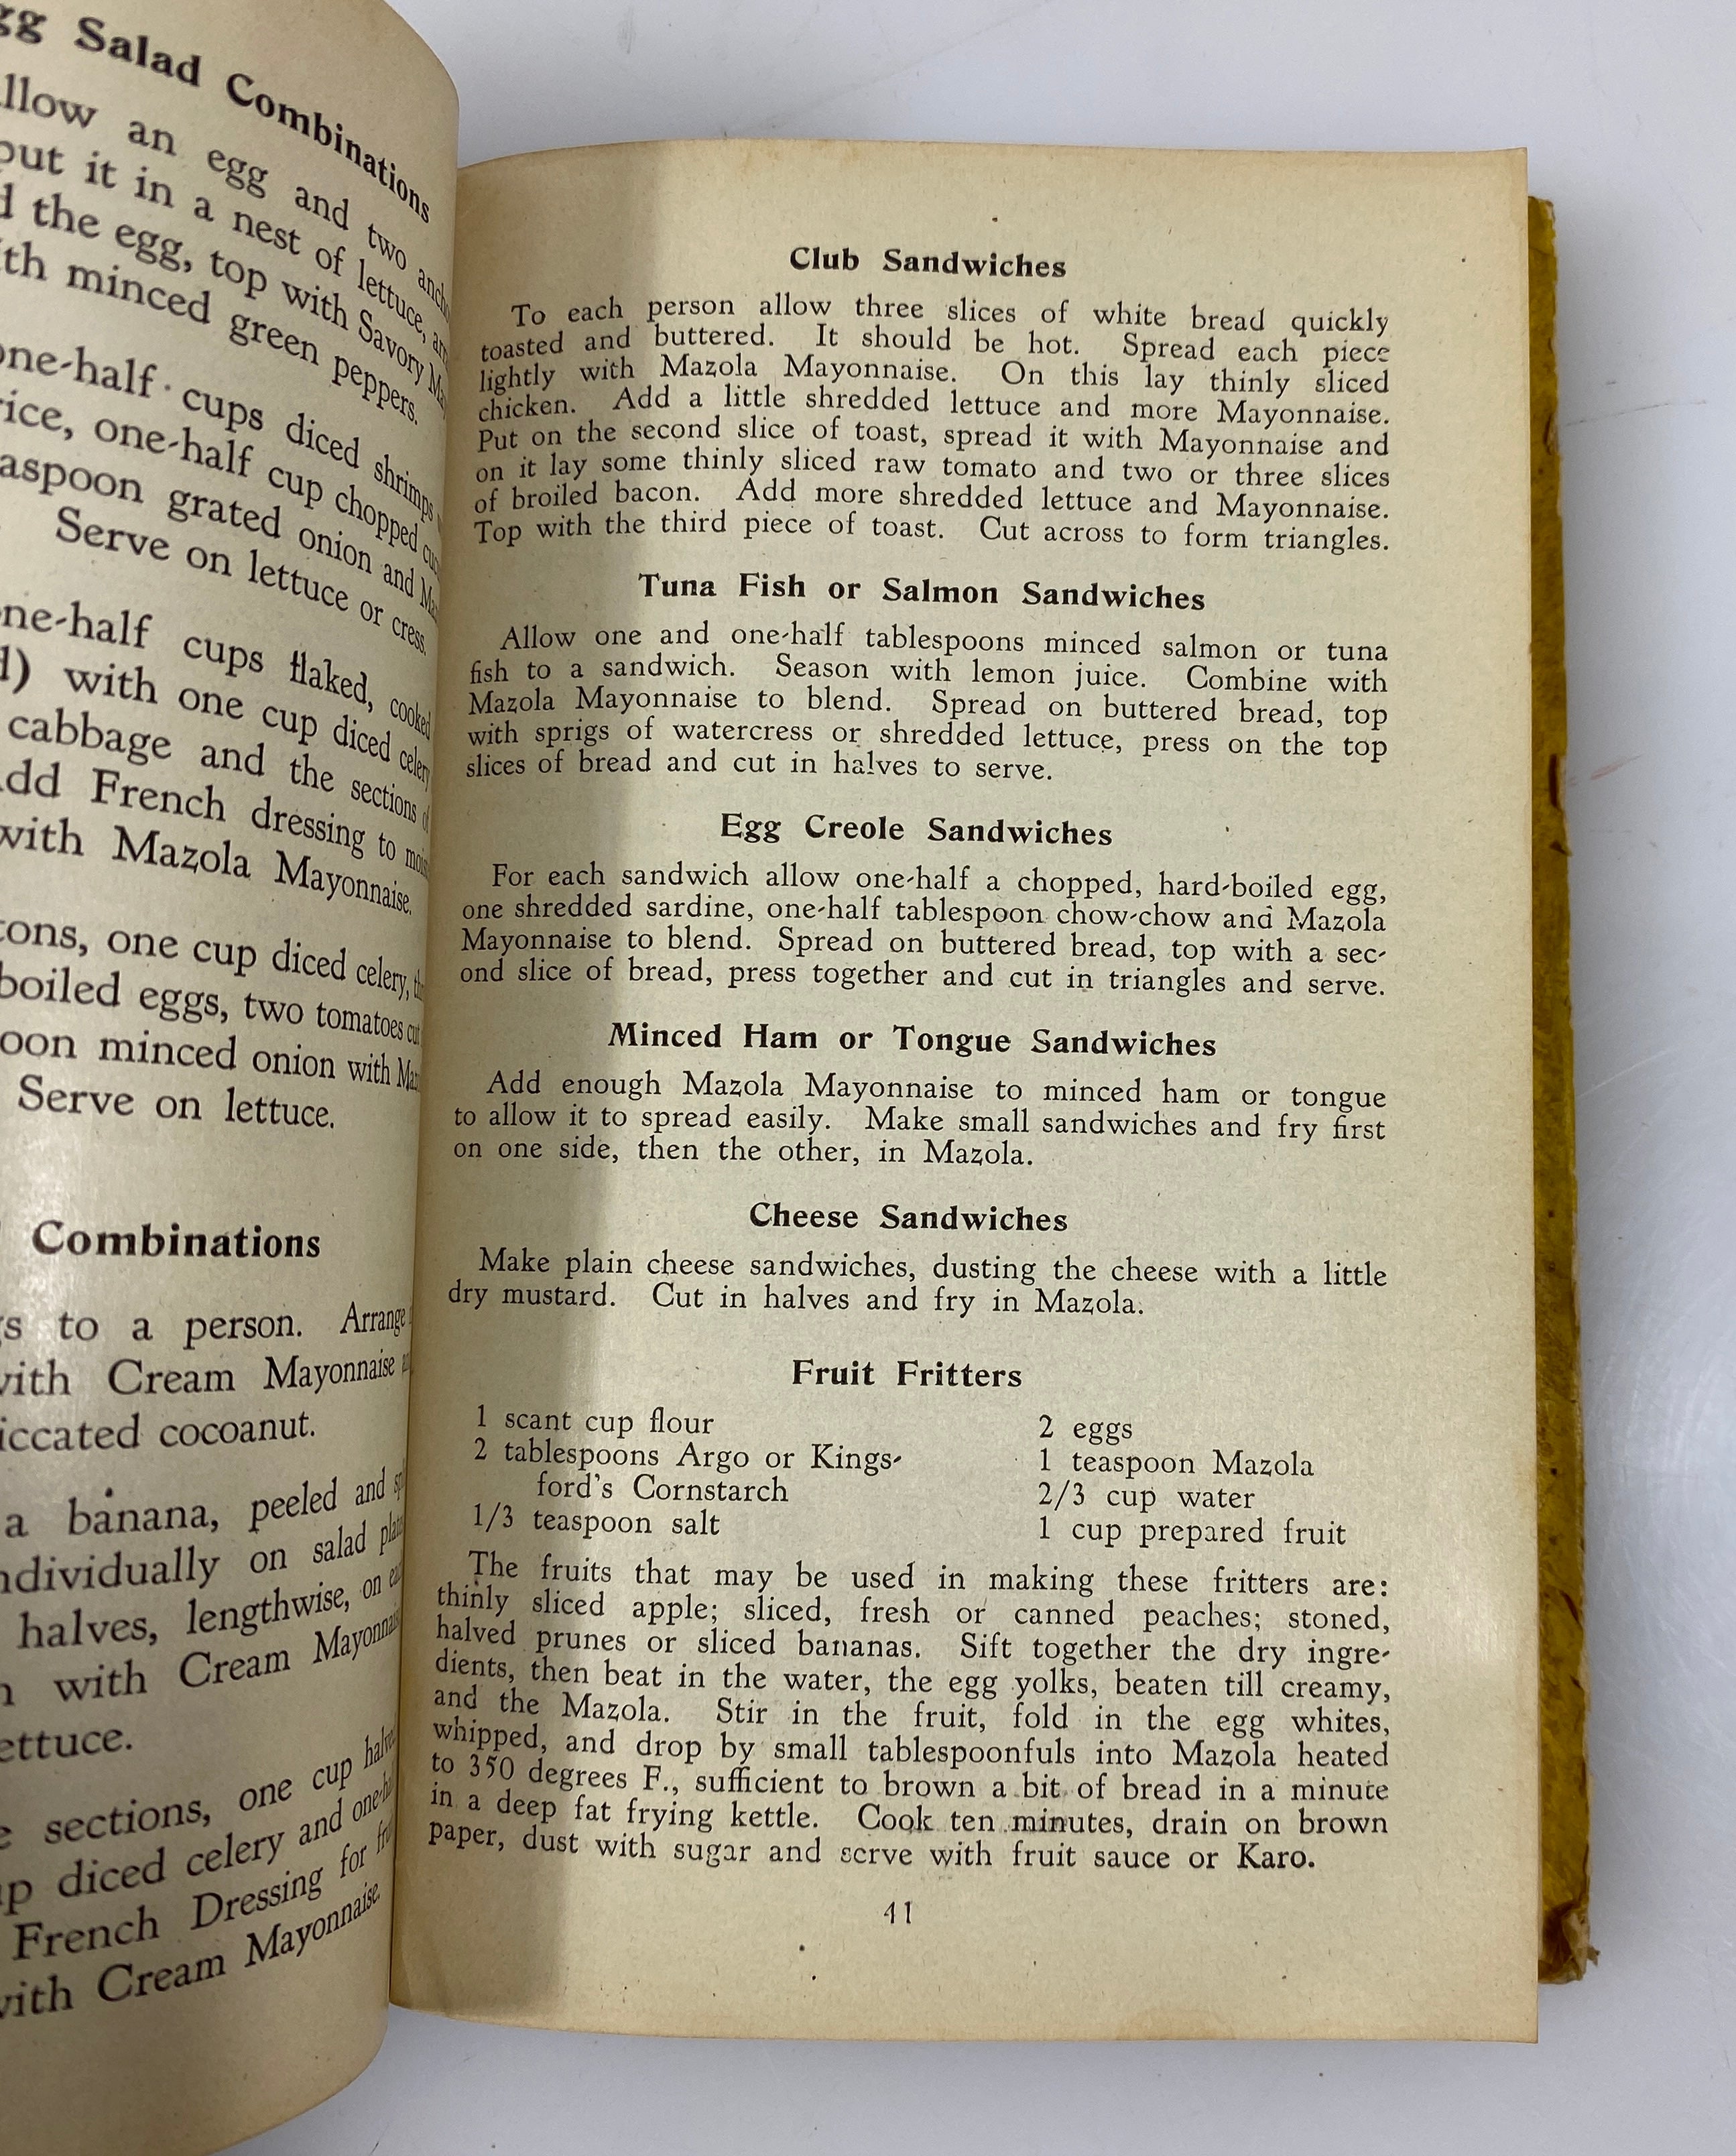 gg Salad Combinations
allow an egg and two
put it in a nest of lettuce,
the egg, top with Savory
with minced green peppers.
one-half cups diced shrimps
rice, one-half cup chopped
teaspoon grated onion and
Serve on lettuce or cress.
one-half cups flaked, cooked
with one cup diced celery
cabbage and the sections of
Add French dressing to
with Mazola Mayonnaise.
one cup diced celery,
boiled eggs, two tomatoes cut
minced onion with
Serve on lettuce.
Combinations
to a person. Arrange
with Cream Mayonnaise
cocoanut.
a banana, peeled and
individually on salad
halves, lengthwise, on
with Cream
lettuce.
sections, one cup
diced celery and
French Dressing for
with Cream Mayonnaise.
Club Sandwiches
To each person allow three slices of white bread quickly
toasted and buttered. It should be hot. Spread each piece
lightly with Mazola Mayonnaise. On this lay thinly sliced
chicken. Add a little shredded lettuce and more Mayonnaise.
Put on the second slice of toast, spread it with Mayonnaise and
on it lay some thinly sliced raw tomato and two or three slices
of broiled bacon. Add more shredded lettuce and Mayonnaise.
Top with the third piece of toast. Cut across to form triangles.
Tuna Fish or Salmon Sandwiches
Allow one and one-half tablespoons minced salmon or tuna
fish to a sandwich. Season with lemon juice. Combine with
Mazola Mayonnaise to blend. Spread on buttered bread, top
with sprigs of watercress or shredded lettuce, press on the top
slices of bread and cut in halves to serve.
Egg Creole Sandwiches
For each sandwich allow one-half a chopped, hard-boiled egg,
one shredded sardine, one-half tablespoon chow-chow and Mazola
Mayonnaise to blend. Spread on buttered bread, top with a sec-
ond slice of bread, press together and cut in triangles and serve.
Minced Ham or Tongue Sandwiches
Add enough Mazola Mayonnaise to minced ham or tongue
to allow it to spread easily. Make small sandwiches and fry first
on one side, then the other, in Mazola.
Cheese Sandwiches
Make plain cheese sandwiches, dusting the cheese with a little
dry mustard. Cut in halves and fry in Mazola.
Fruit Fritters
1 scant cup flour
2 tablespoons Argo or Kings-
ford's Cornstarch
1/3 teaspoon salt
2 eggs
1 teaspoon Mazola
2/3 cup water
1 cup prepared fruit
The fruits that may be used in making these fritters are:
thinly sliced apple; sliced, fresh or canned peaches; stoned,
halved prunes or sliced bananas. Sift together the dry ingre-
dients, then beat in the water, the egg yolks, beaten till creamy,
and the Mazola. Stir in the fruit, fold in the egg whites,
whipped, and drop by small tablespoonfuls into Mazola heated
to 350 degrees F., sufficient to brown a bit of bread in a minute
in a deep fat frying kettle. Cook ten minutes, drain on brown
paper, dust with sugar and serve with fruit sauce or Karo.
41